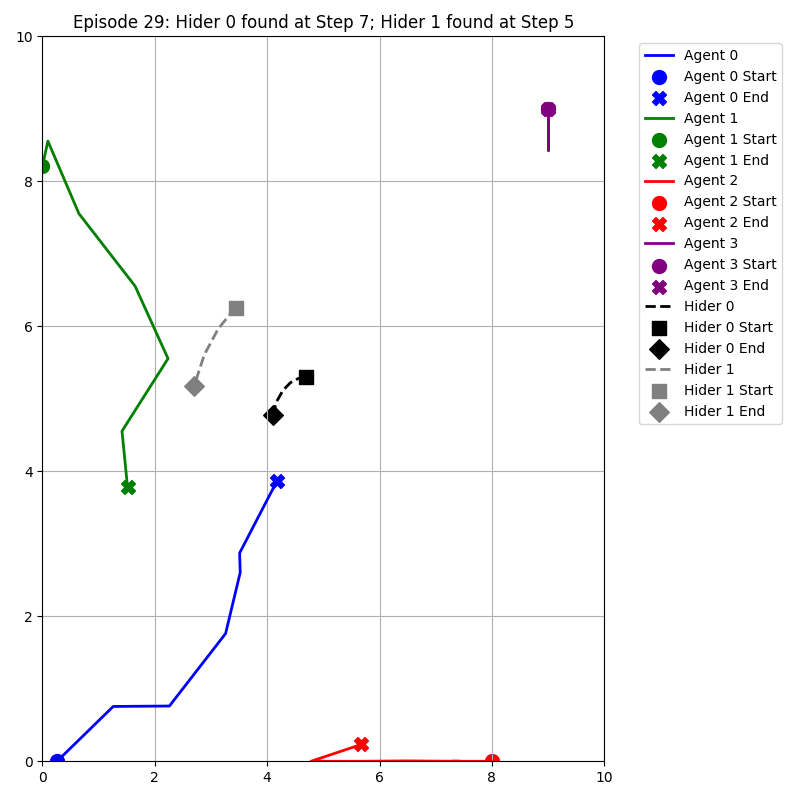 Episode 29: Hider 0 found at Step 7; Hider 1 found at Step 5
10
8
6
4
2
0
0
2
4
6
8
10
Agent 0
Agent 0 Start
Agent 0 End
Agent 1
Agent 1 Start
Agent 1 End
Agent 2
Agent 2 Start
Agent 2 End
Agent 3
Agent 3 Start
Agent 3 End
Hider 0
Hider 0 Start
Hider 0 End
Hider 1
Hider 1 Start
Hider 1 End